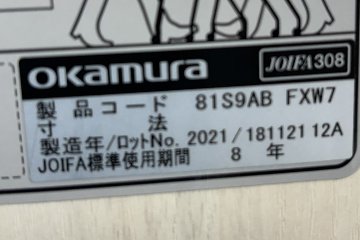 okamura JOIFA308
製品コード 81S9AB FXW7
寸法
製造年/ロットNo. 2021/181121 12A
JOIFA標準使用期間 8 年